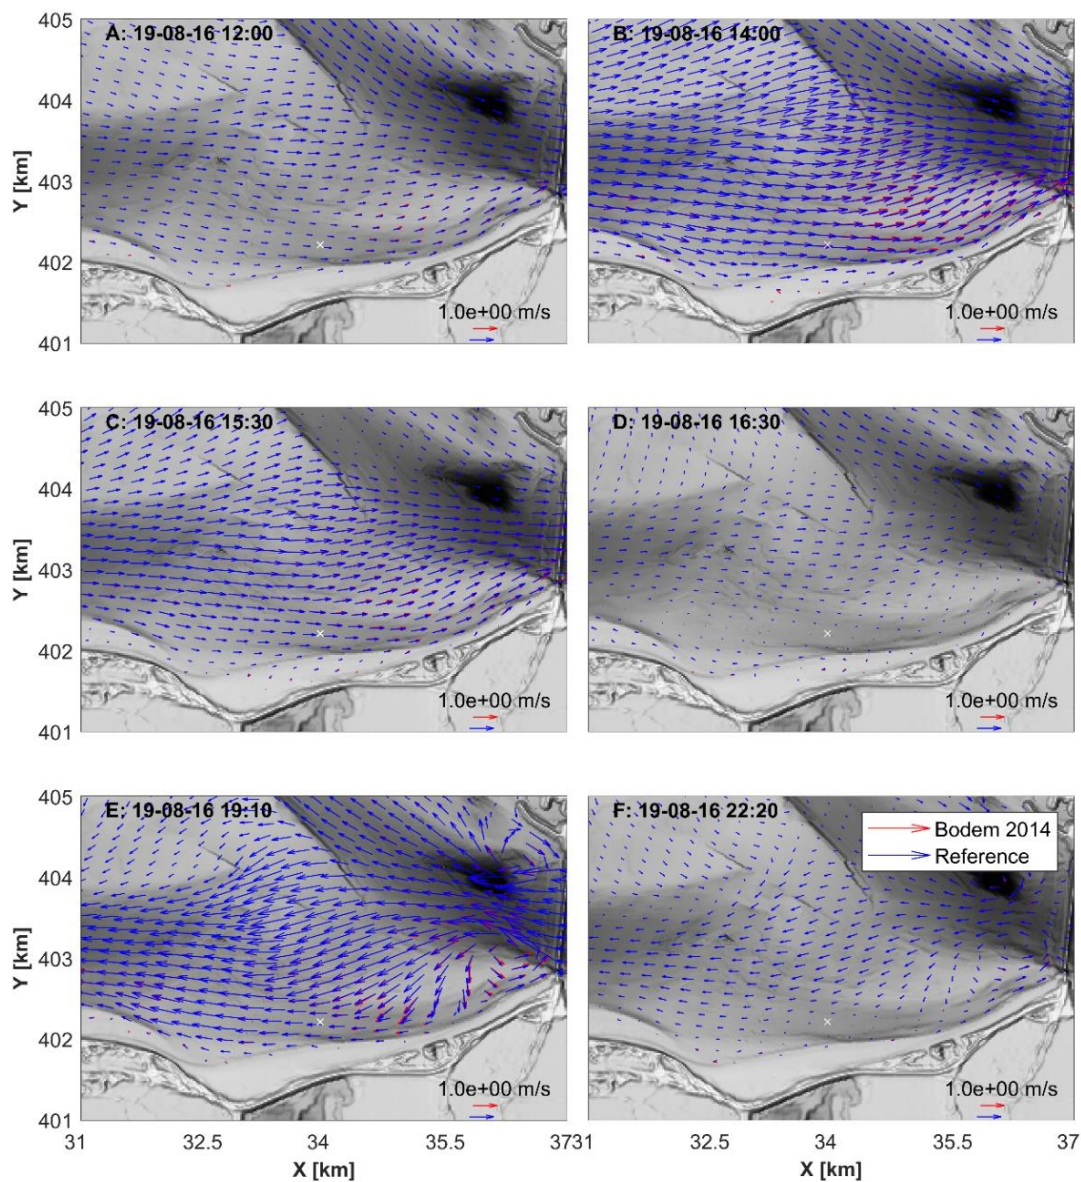 405
404
403
402
401
Y [km]
A: 19-08-16 12:00
1.0e+00 m/s
B: 19-08-16 14:00
1.0e+00 m/s
405
404
403
402
401
Y [km]
C: 19-08-16 15:30
1.0e+00 m/s
D: 19-08-16 16:30
1.0e+00 m/s
405
404
403
402
401
Y [km]
E: 19-08-16 19:10
1.0e+00 m/s
31
32.5
34
35.5
37
X [km]
F: 19-08-16 22:20
Bodem 2014
Reference
1.0e+00 m/s
31
32.5
34
35.5
37
X [km]